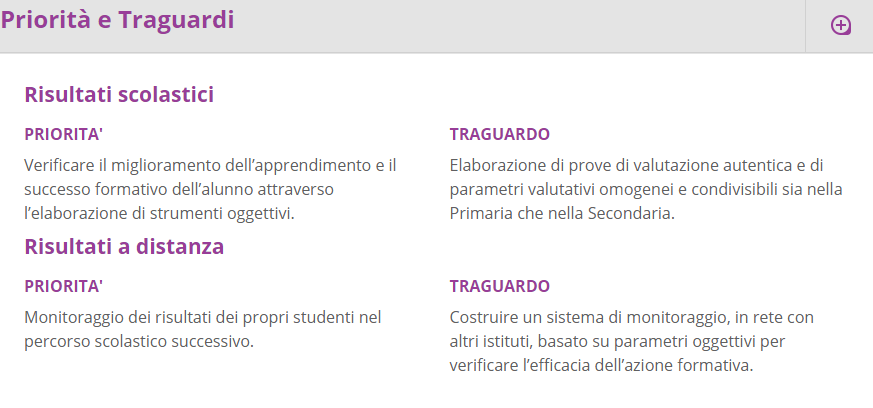 Priorità e Traguardi
Risultati scolastici
PRIORITA'
Verificare il miglioramento dell’apprendimento e il
successo formativo dell’alunno attraverso
l’elaborazione di strumenti oggettivi.
TRAGUARDO
Elaborazione di prove di valutazione autentica e di
parametri valutativi omogenei e condivisibili sia nella
Primaria che nella Secondaria.
Risultati a distanza
PRIORITA'
Monitoraggio dei risultati dei propri studenti nel
percorso scolastico successivo.
TRAGUARDO
Costruire un sistema di monitoraggio, in rete con
altri istituti, basato su parametri oggettivi per
verificare l’efficacia dell’azione formativa.